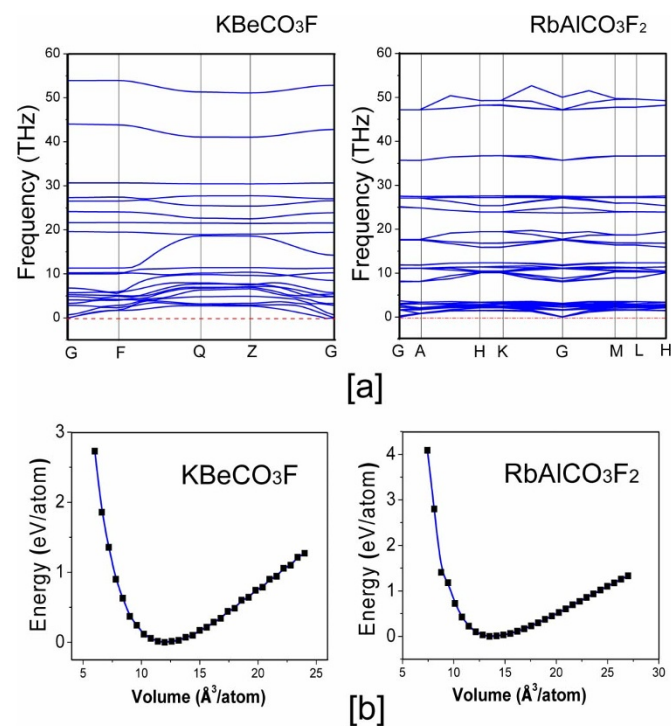 KBeCO3F
RbAlCO3F2
Frequency (THz)
60
50
40
30
20
10
0
G F Q Z G
Frequency (THz)
60
50
40
30
20
10
0
G A H K G M L H
[a]
KBeCO3F
Energy (eV/atom)
3
2
1
0
5 10 15 20 25
Volume (Å3/atom)
RbAlCO3F2
Energy (eV/atom)
4
3
2
1
0
5 10 15 20 25 30
Volume (Å3/atom)
[b]